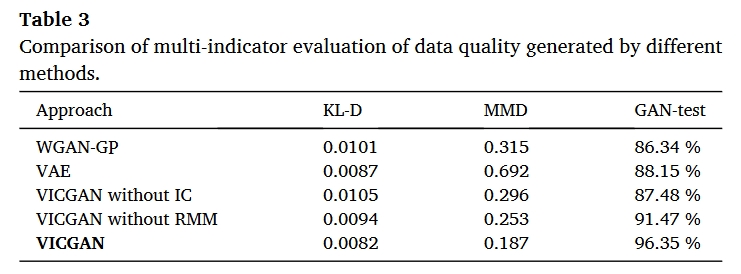 Table 3
Comparison of multi-indicator evaluation of data quality generated by different
methods.
Approach KL-D MMD GAN-test
WGAN-GP 0.0101 0.315 86.34 %
VAE 0.0087 0.692 88.15 %
VICGAN without IC 0.0105 0.296 87.48 %
VICGAN without RMM 0.0094 0.253 91.47 %
VICGAN 0.0082 0.187 96.35 %